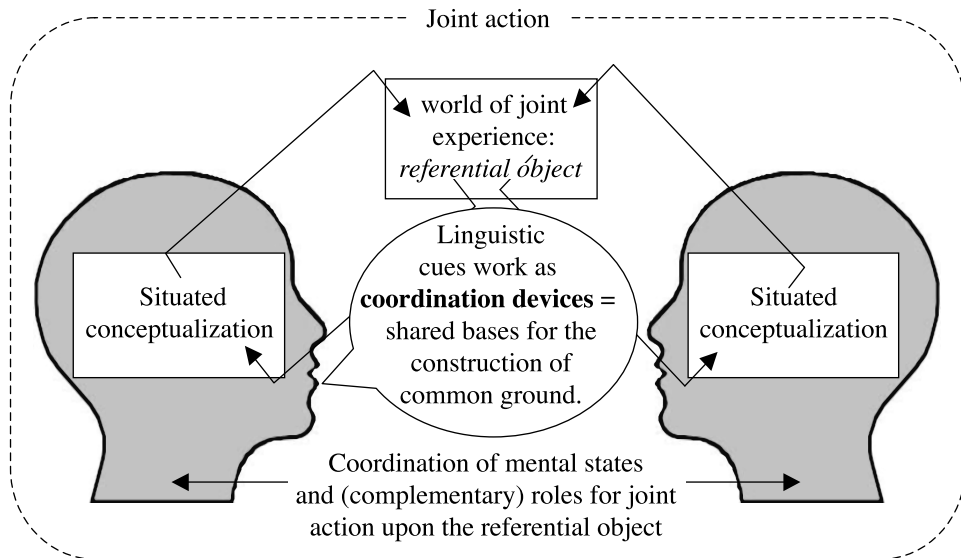 Joint action
world of joint
experience:
referential object
Linguistic
cues work as
coordination devices =
shared bases for the
construction of
common ground.
Situated
conceptualization
Situated
conceptualization
Coordination of mental states
and (complementary) roles for joint
action upon the referential object